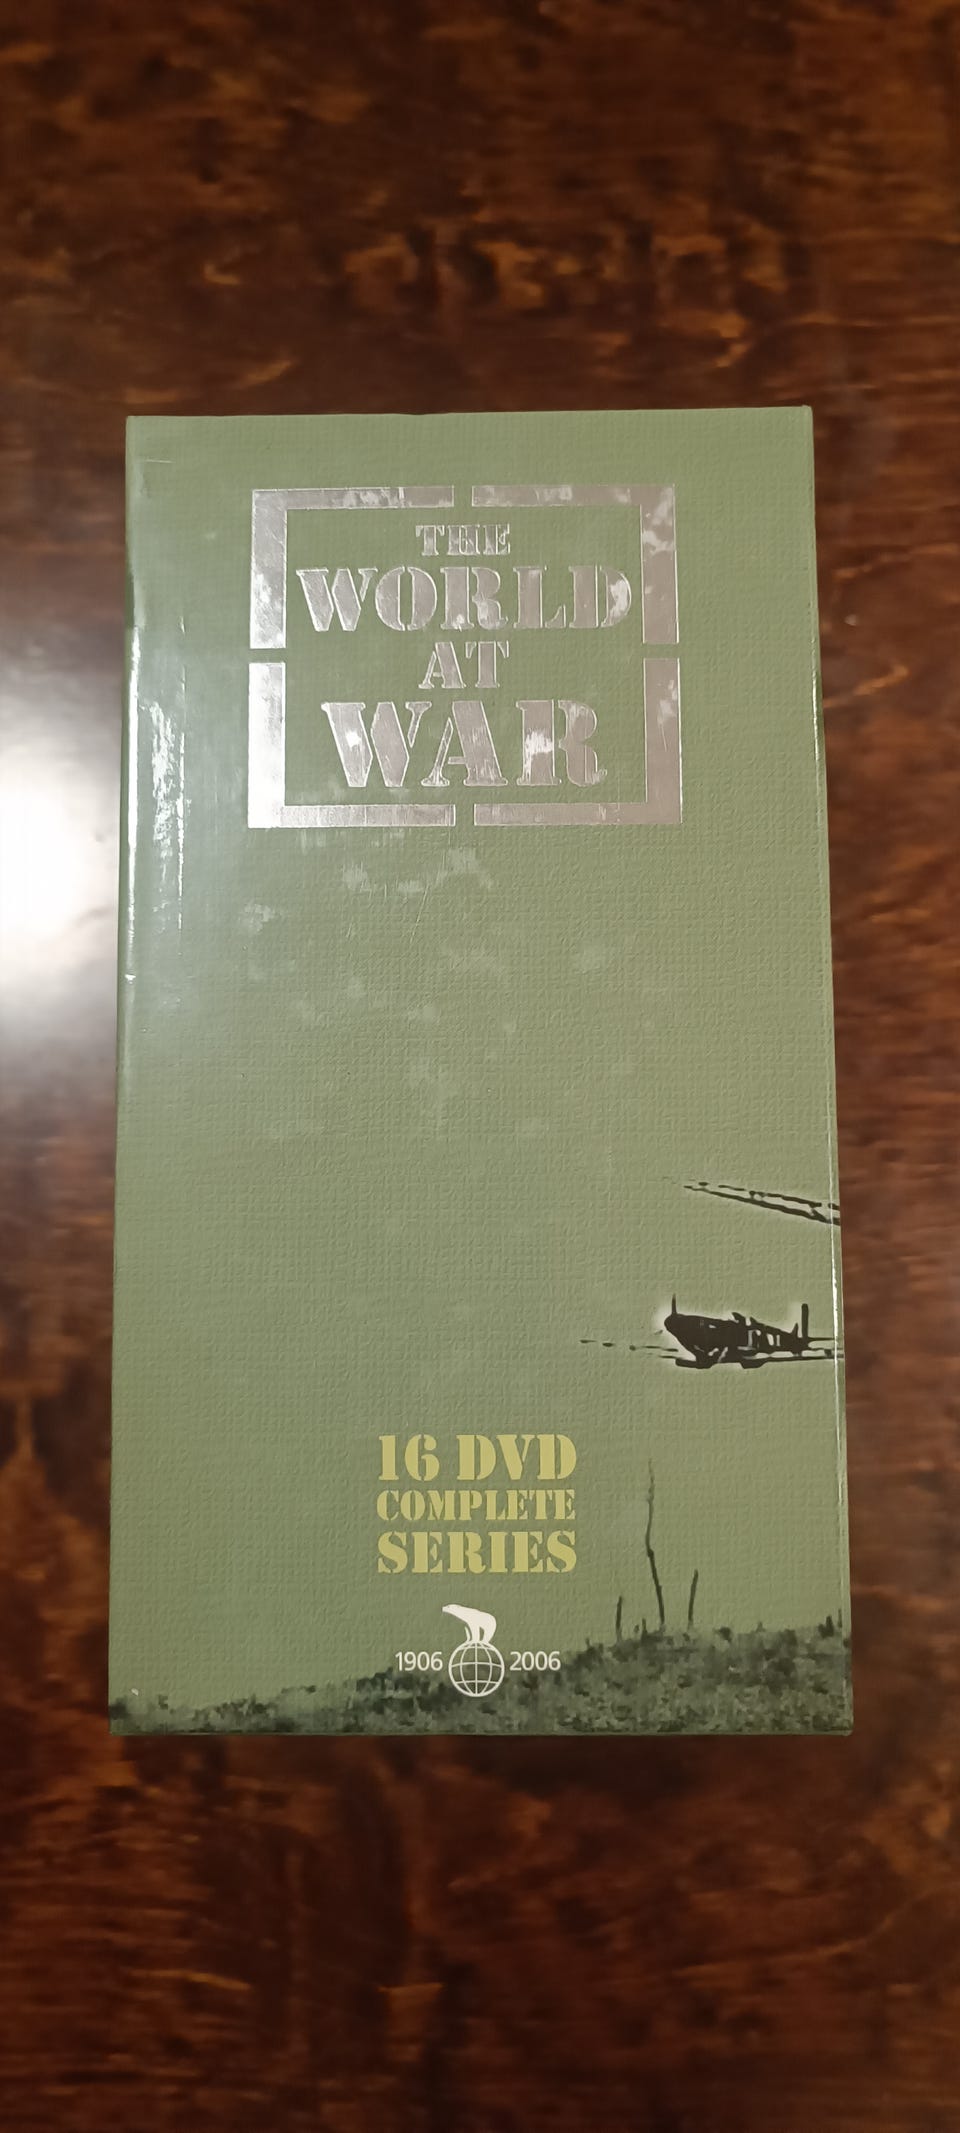 THE
WORLD
AT
WAR
16 DVD
COMPLETE
SERIES
1906 2006